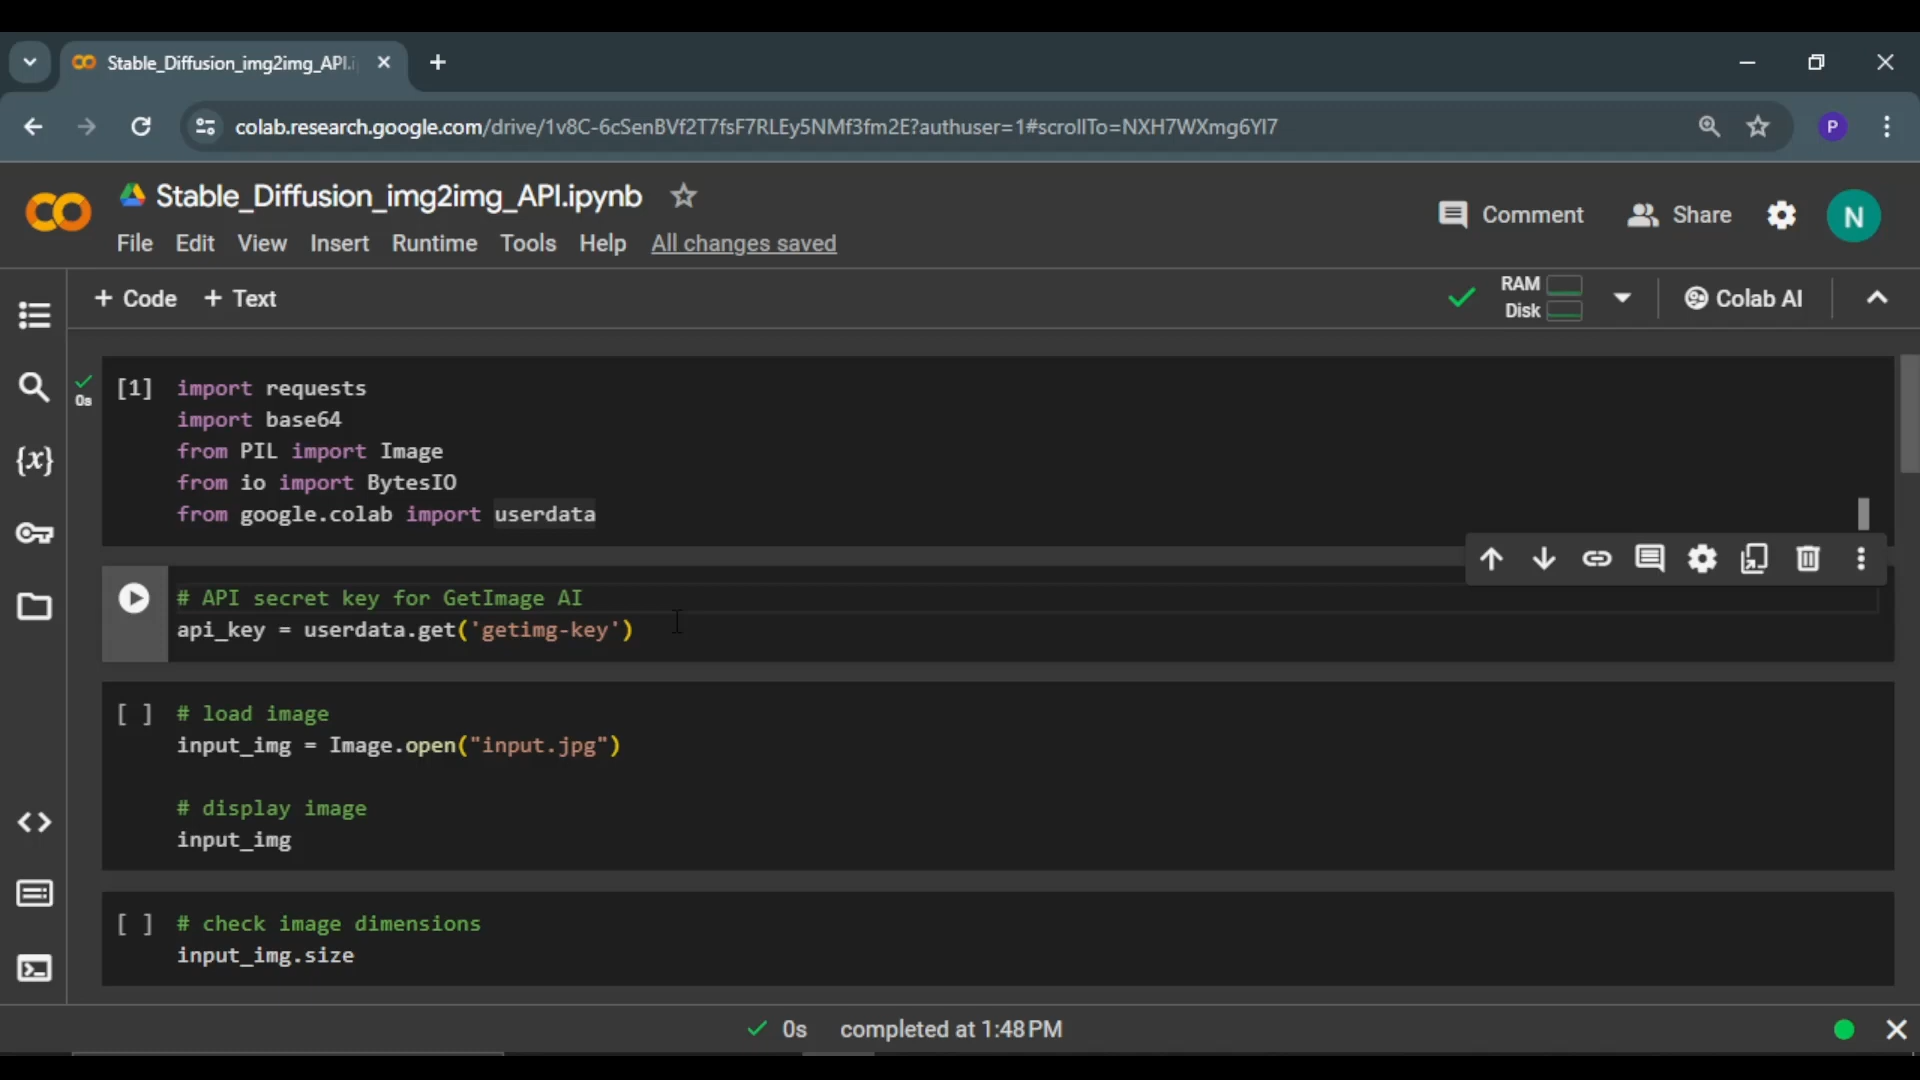 Stable_Diffusion_img2img_API.i
colab.research.google.com/drive/1v8C-6cSenBVf2T7fsF7RLEy5NMf3fm2E?authuser=1#scrollTo=NXH7WXmg6YI7
P
Stable_Diffusion_img2img_API.ipynb
Comment
Share
N
File Edit View Insert Runtime Tools Help All changes saved
+ Code + Text
RAM
Disk
Colab AI
0s
[1] import requests
import base64
from PIL import Image
from io import BytesIO
from google.colab import userdata
# API secret key for GetImage AI
api_key = userdata.get('getimg-key')
[ ] # load image
input_img = Image.open("input.jpg")
# display image
input_img
[ ] # check image dimensions
input_img.size
0s completed at 1:48 PM